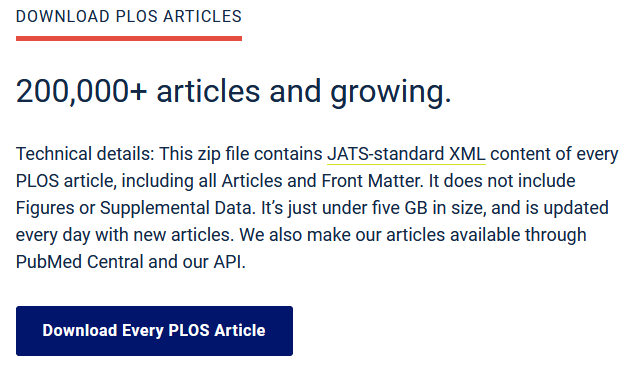 DOWNLOAD PLOS ARTICLES
200,000+ articles and growing.
Technical details: This zip file contains JATS-standard XML content of every
PLOS article, including all Articles and Front Matter. It does not include
Figures or Supplemental Data. It’s just under five GB in size, and is updated
every day with new articles. We also make our articles available through
PubMed Central and our API.
Download Every PLOS Article